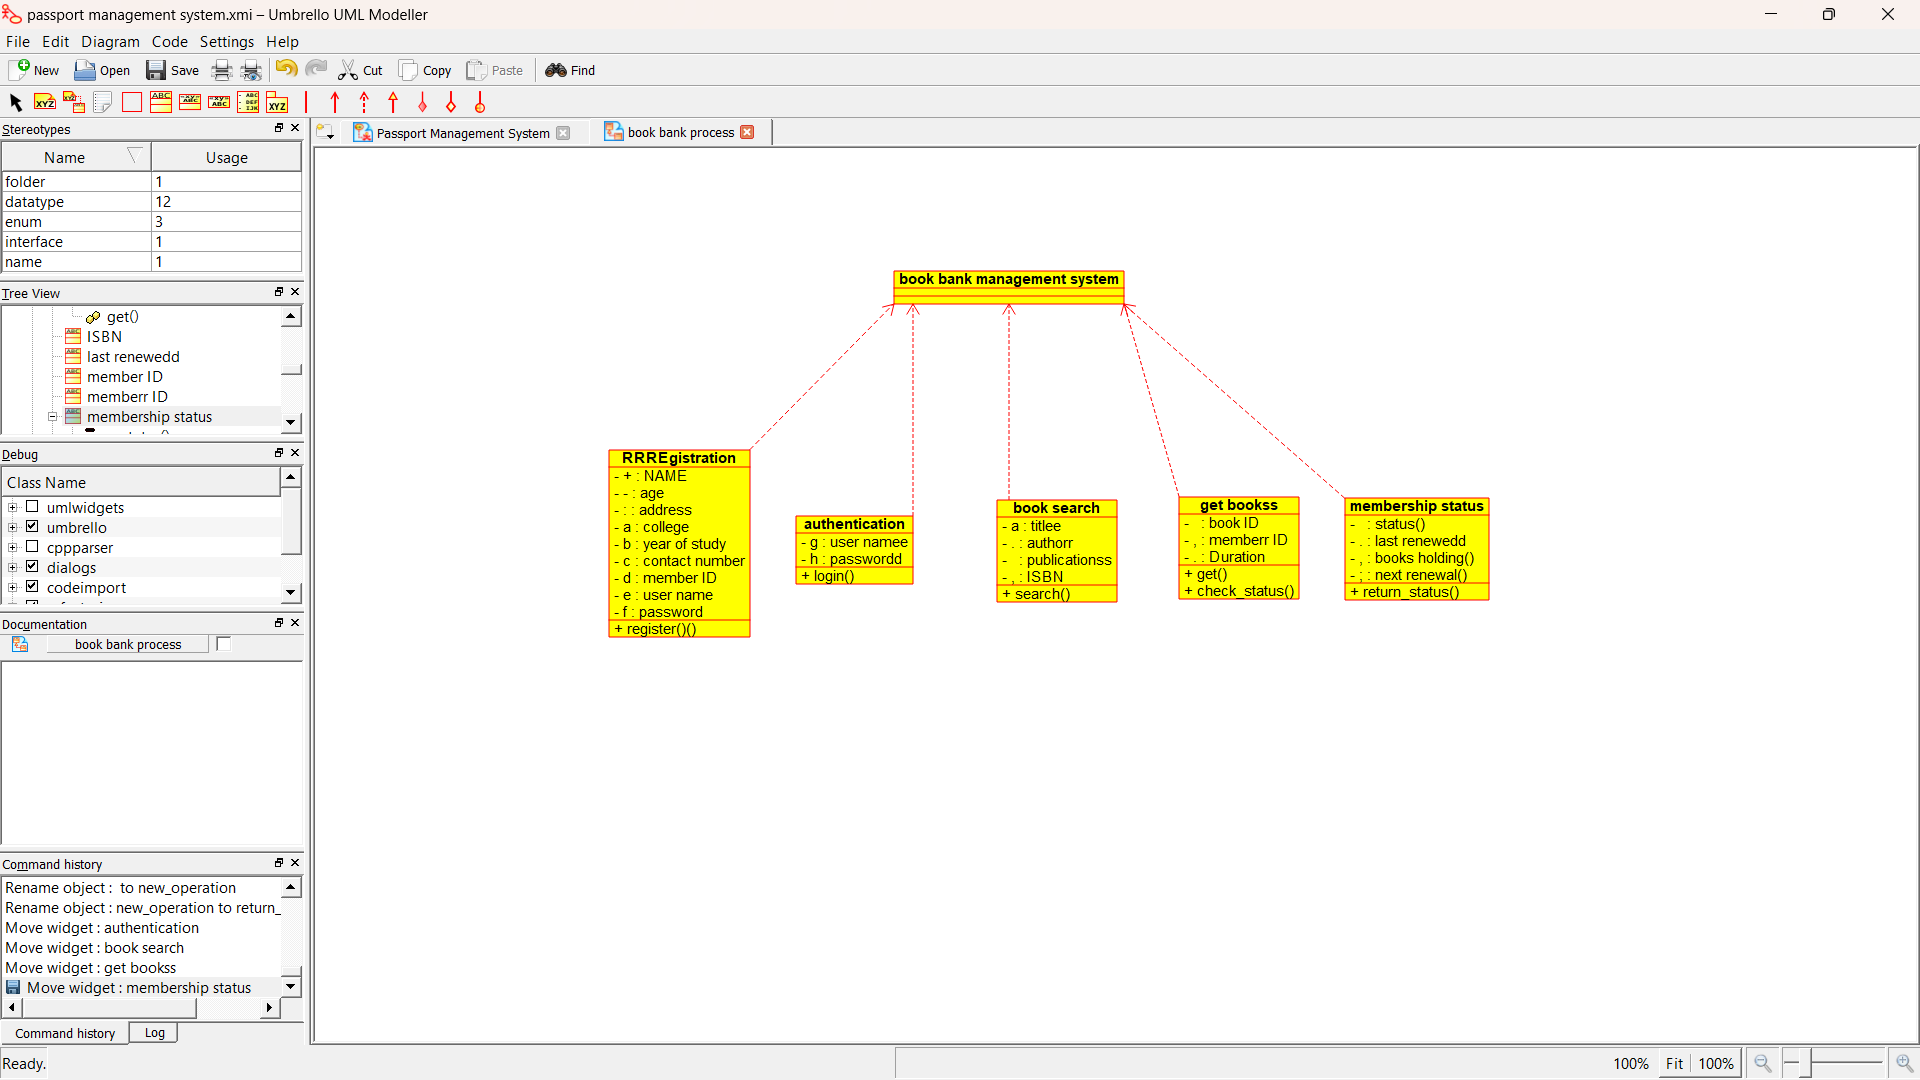 passport management system.xmi – Umbrello UML Modeller
File Edit Diagram Code Settings Help
New Open Save Cut Copy Paste Find
Stereotypes
Name Usage
folder 1
datatype 12
enum 3
interface 1
name 1
Tree View
get()
ISBN
last renewedd
member ID
memberr ID
membership status
Debug
Class Name
umlwidgets
umbrello
cppparser
dialogs
codeimport
Documentation
book bank process
Command history
Rename object : to new_operation
Rename object : new_operation to return_
Move widget : authentication
Move widget : book search
Move widget : get bookss
Move widget : membership status
Command history Log
Ready.
Passport Management System book bank process
book bank management system
RRREgistration
- + : NAME
- - : age
- : : address
- a : college
- b : year of study
- c : contact number
- d : member ID
- e : user name
- f : password
+ register()()
authentication
- g : user namee
- h : passwordd
+ login()
book search
- a : titlee
- . : authorr
-   : publicationss
- , : ISBN
+ search()
get bookss
-   : book ID
- , : memberr ID
- . : Duration
+ get()
+ check_status()
membership status
-   : status()
- . : last renewedd
- , : books holding()
- ; : next renewal()
+ return_status()
100% Fit 100%